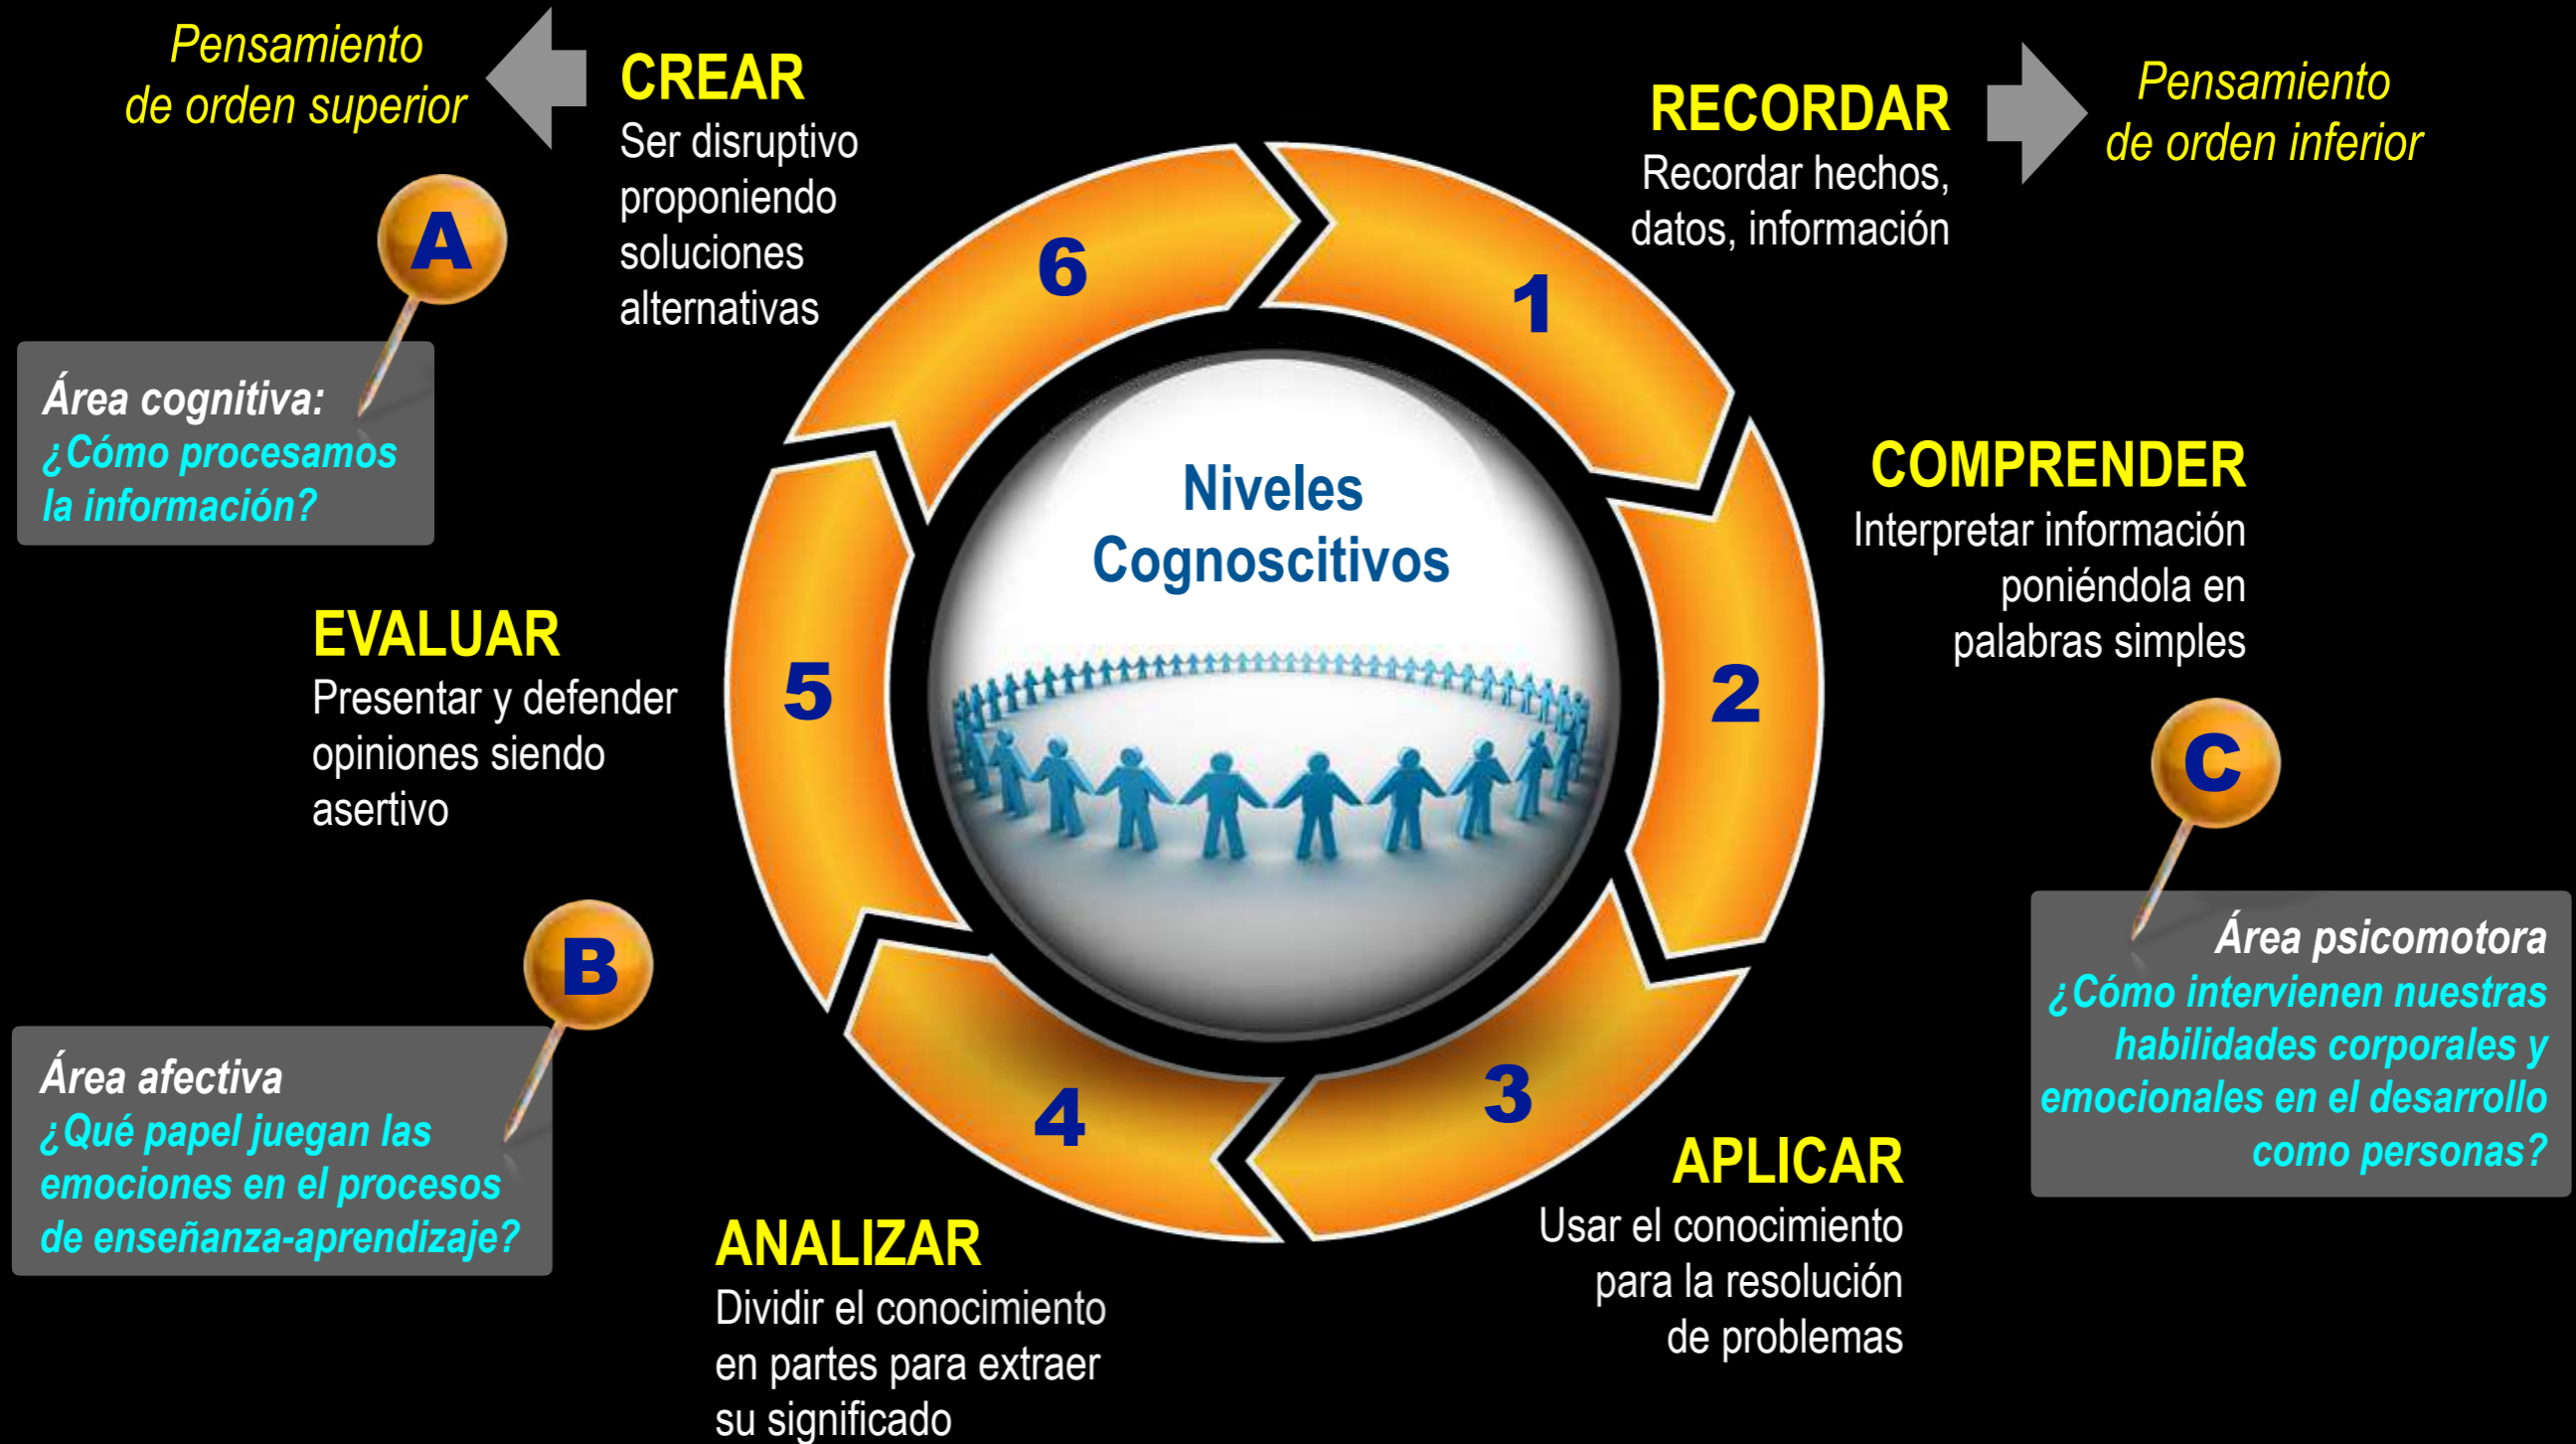 Pensamiento
de orden superior
CREAR
Ser disruptivo
proponiendo
soluciones
alternativas
RECORDAR
Recordar hechos,
datos, información
Pensamiento
de orden inferior
A
Área cognitiva:
¿Cómo procesamos
la información?
6
1
Niveles
Cognoscitivos
COMPRENDER
Interpretar información
poniéndola en
palabras simples
EVALUAR
Presentar y defender
opiniones siendo
asertivo
5
2
C
Área psicomotora
¿Cómo intervienen nuestras
habilidades corporales y
emocionales en el desarrollo
como personas?
B
Área afectiva
¿Qué papel juegan las
emociones en el procesos
de enseñanza-aprendizaje?
4
3
ANALIZAR
Dividir el conocimiento
en partes para extraer
su significado
APLICAR
Usar el conocimiento
para la resolución
de problemas